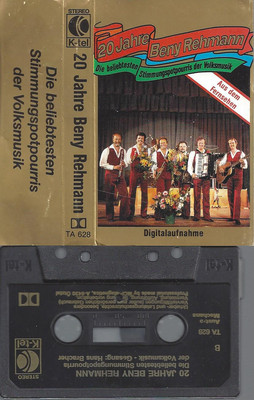 STEREO
K-tel
20 Jahre Beny Rehmann
Die beliebtesten
Stimmungspotpourris
der Volksmusik
TA 628
20 Jahre Beny Rehmann
Die beliebtesten Stimmungspotpourris der Volksmusik
Aus dem
Fernsehen
Digitalaufnahme
20 JAHRE BENY REHMANN
Die beliebtesten Stimmungspotpourris
der Volksmusik - Gesang: Hans Bracher
STEREO
K-tel
B
TA 628